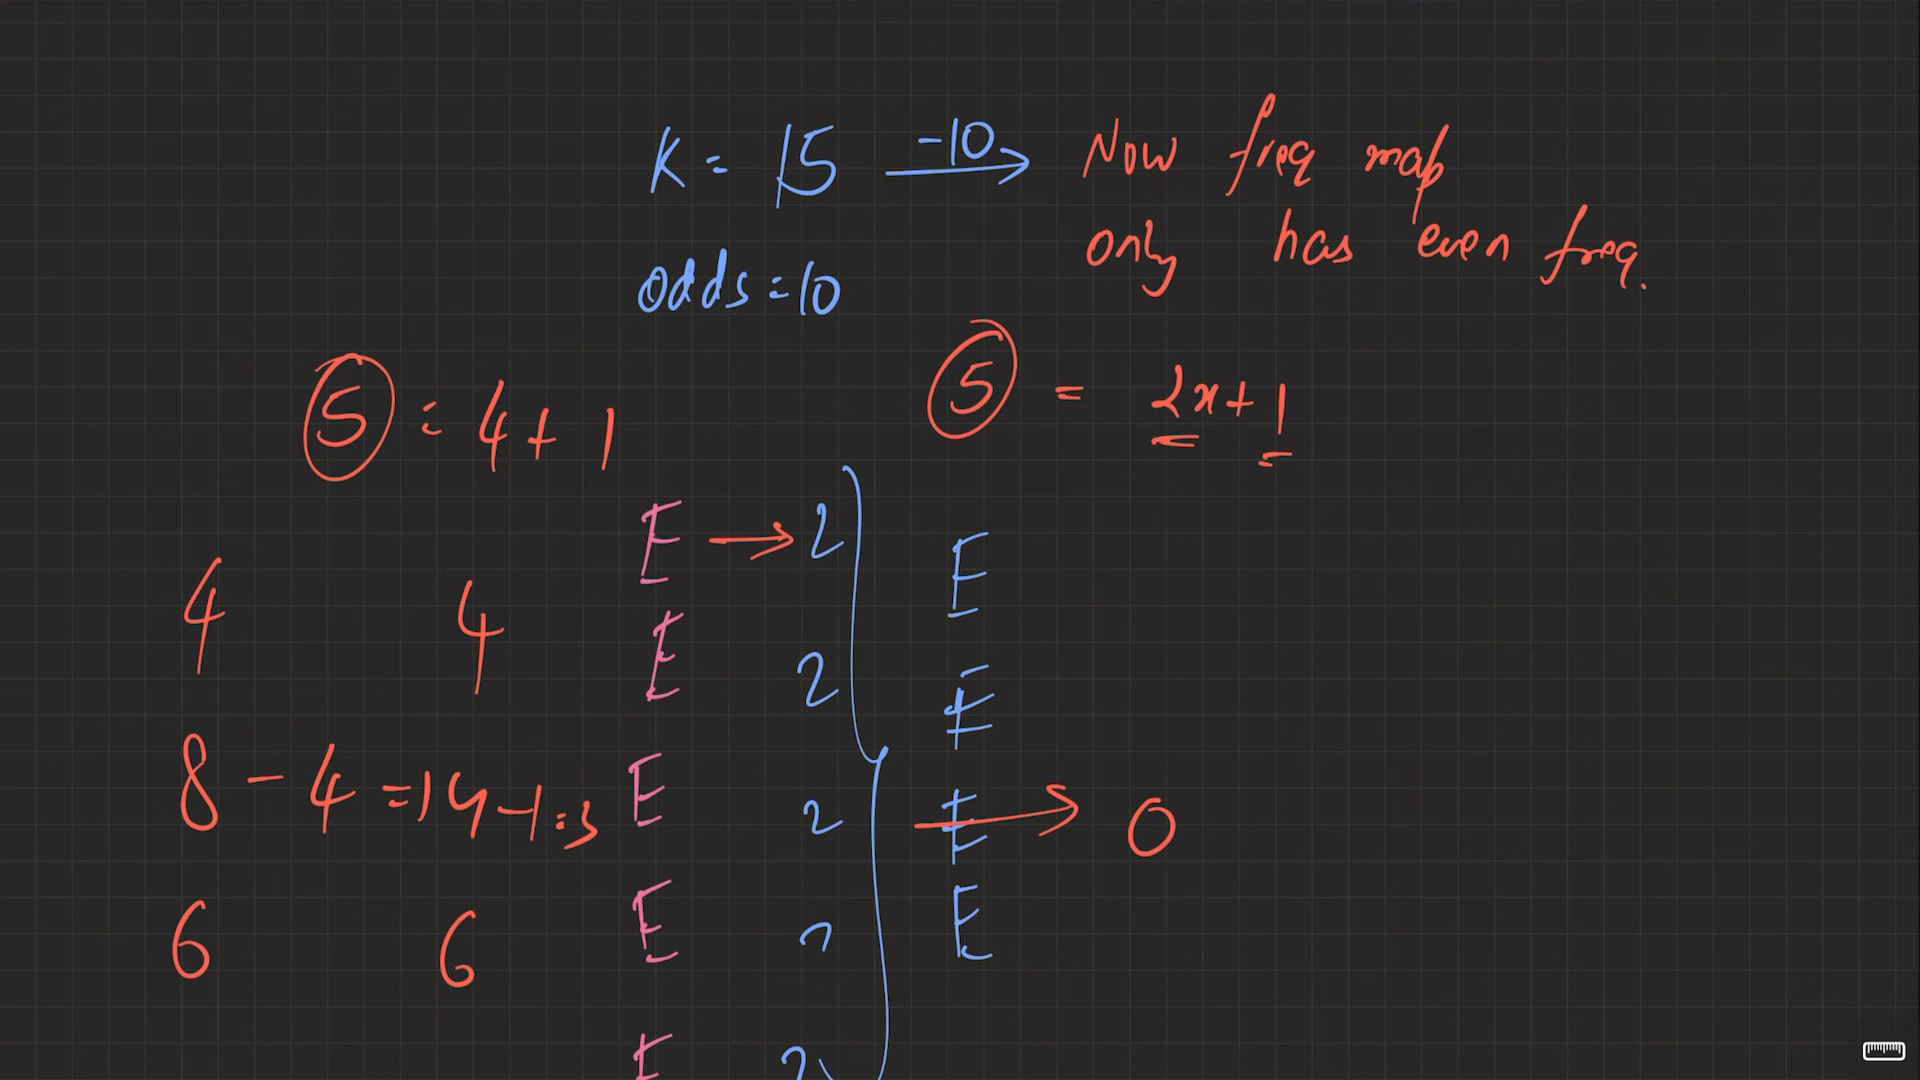 K = 15 -10 → Now freq map
only has even freq.
odds = 10
5 = 4 + 1
5 = 2x + 1
E → 2
E
4 4
E 2
E
8 - 4 = 14 - 1 = 3
E 2
E → 0
6 6
E 2
E
E 2